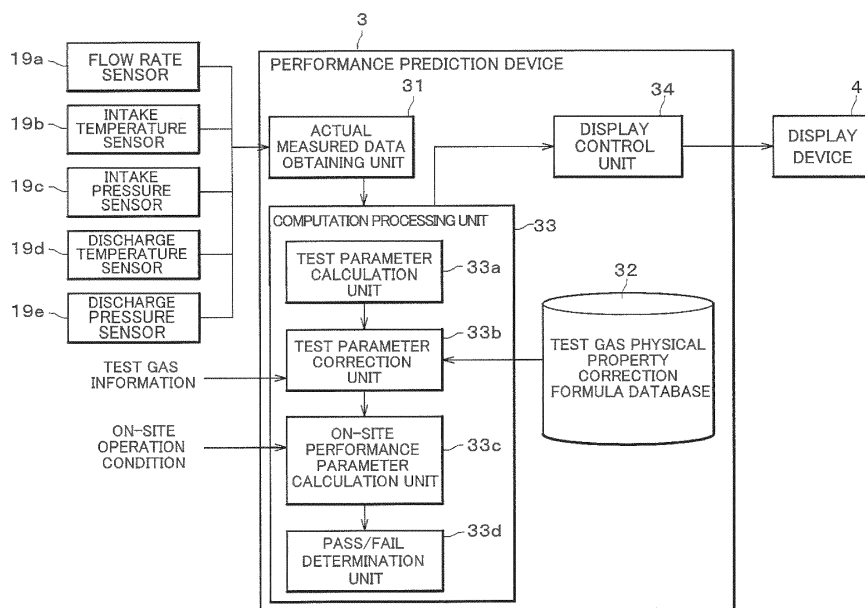 3
PERFORMANCE PREDICTION DEVICE
19a
FLOW RATE
SENSOR
19b
INTAKE
TEMPERATURE
SENSOR
19c
INTAKE
PRESSURE
SENSOR
19d
DISCHARGE
TEMPERATURE
SENSOR
19e
DISCHARGE
PRESSURE
SENSOR
31
ACTUAL
MEASURED DATA
OBTAINING UNIT
34
DISPLAY
CONTROL
UNIT
4
DISPLAY
DEVICE
COMPUTATION PROCESSING UNIT
33
TEST PARAMETER
CALCULATION
UNIT
33a
TEST PARAMETER
CORRECTION
UNIT
33b
32
TEST GAS PHYSICAL
PROPERTY
CORRECTION
FORMULA DATABASE
TEST GAS
INFORMATION
ON-SITE
OPERATION
CONDITION
ON-SITE
PERFORMANCE
PARAMETER
CALCULATION UNIT
33c
PASS/FAIL
DETERMINATION
UNIT
33d